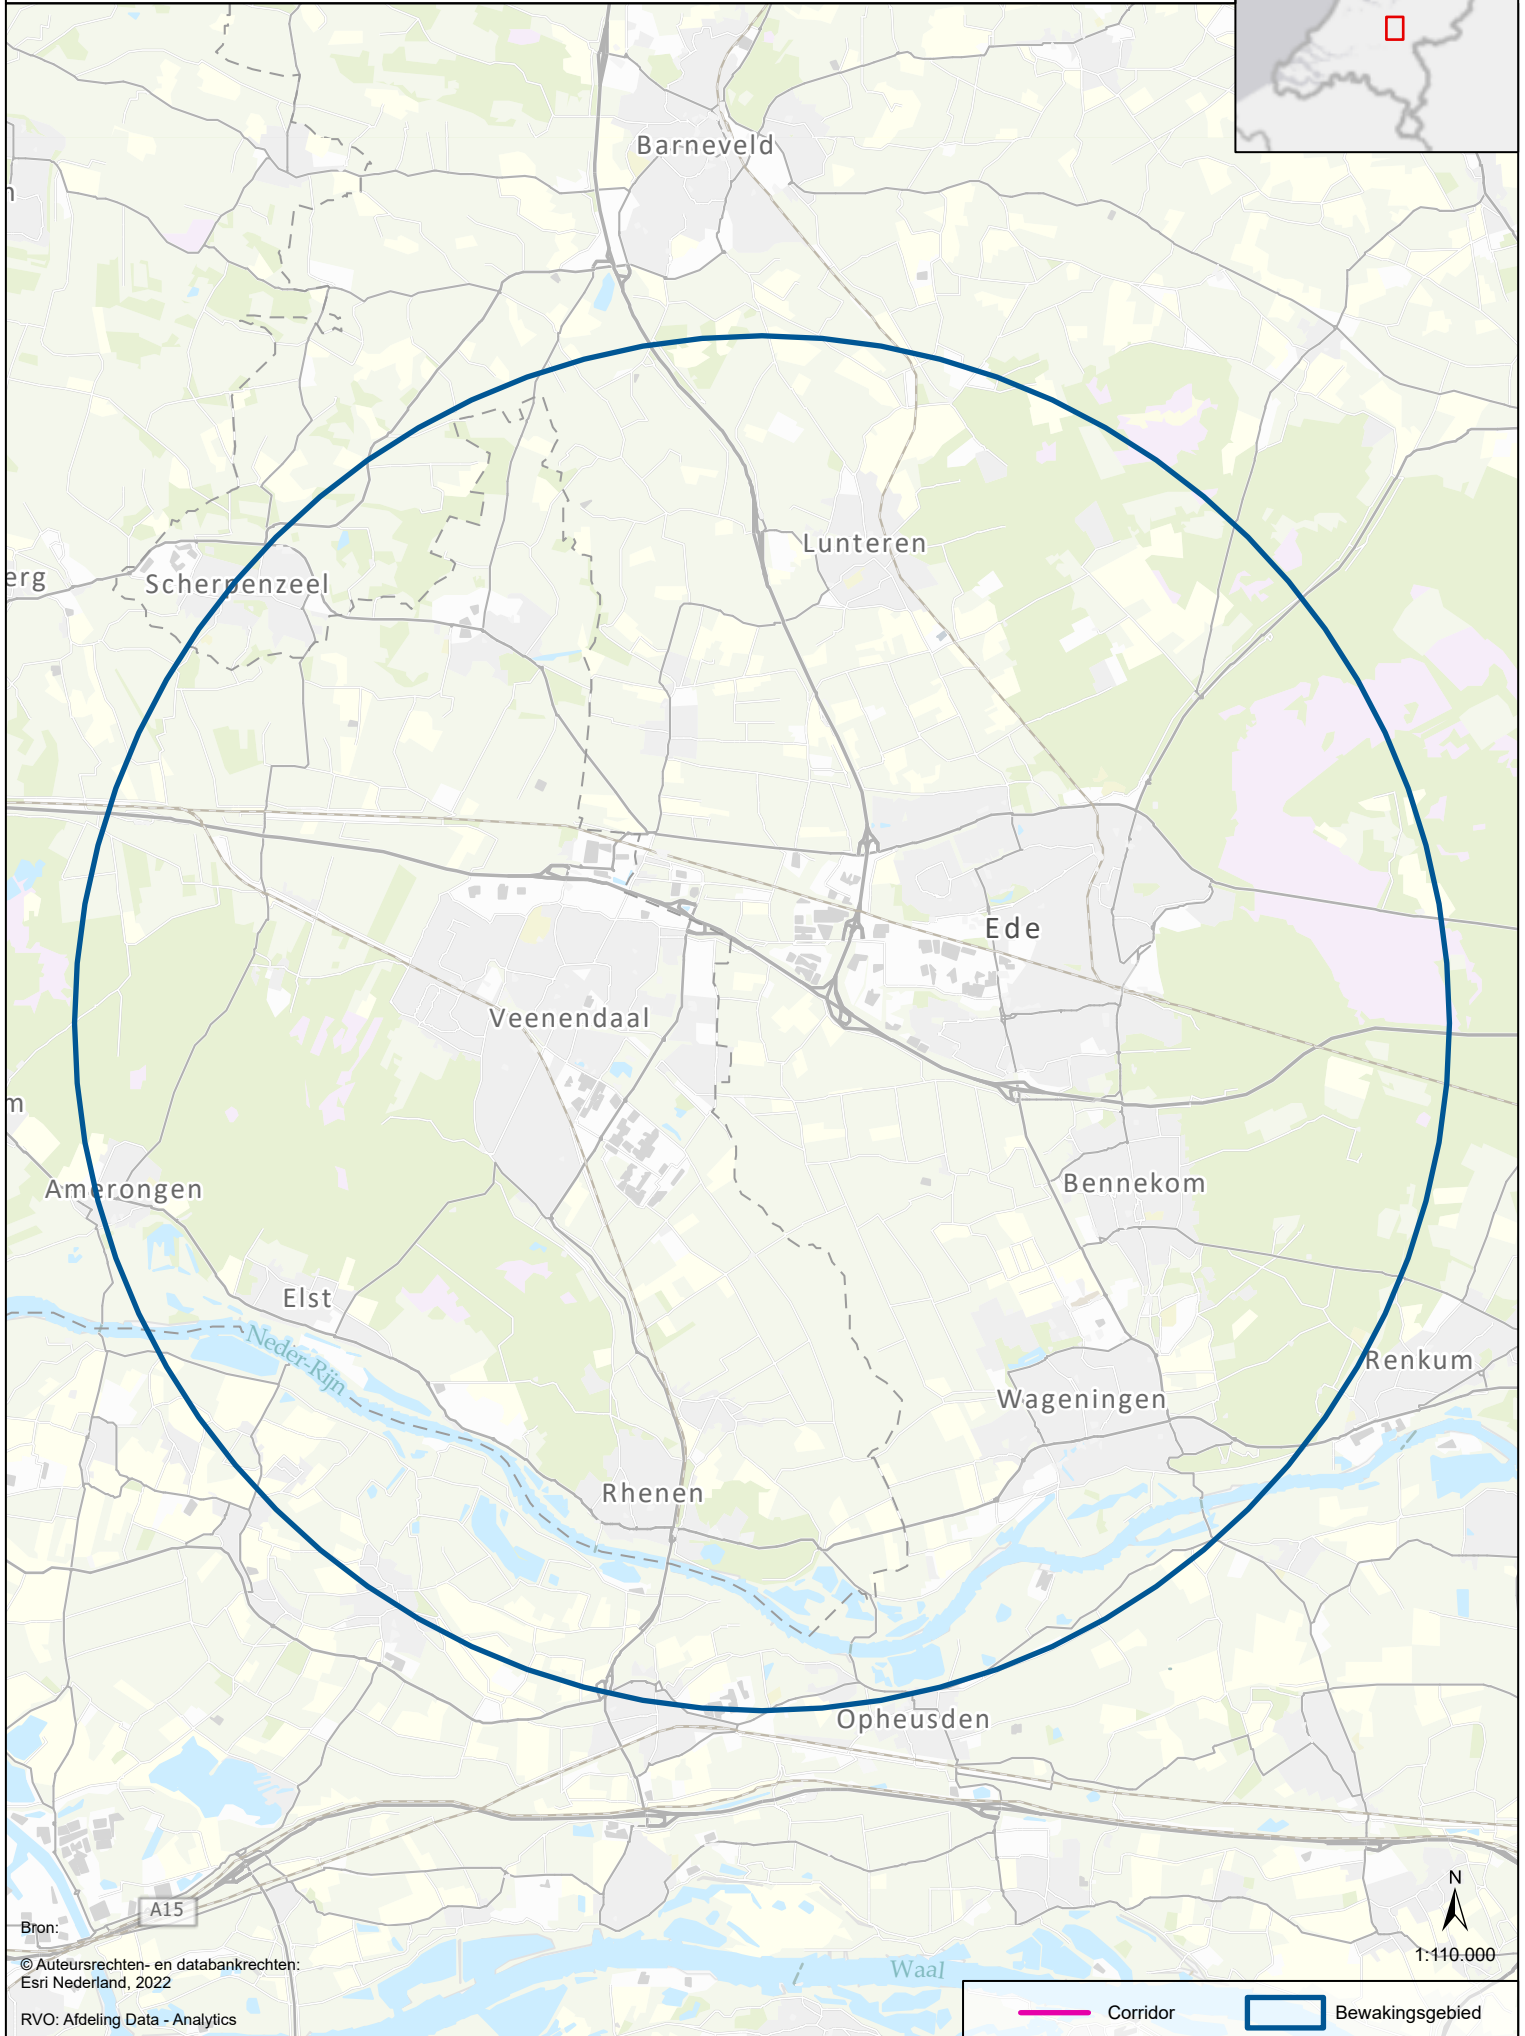 Barneveld
n
Lunteren
erg
Scherpenzeel
Ede
Veenendaal
m
Amerongen
Bennekom
Elst
Neder-Rijn
Renkum
Wageningen
Rhenen
Opheusden
A15
N
1:110.000
Bron:
© Auteursrechten- en databankrechten:
Esri Nederland, 2022
Waal
RVO: Afdeling Data - Analytics
Corridor
Bewakingsgebied